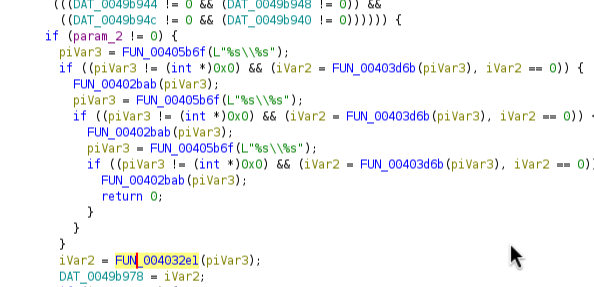 (((DAT_0049b944 != 0 && (DAT_0049b948 != 0)) &&
((DAT_0049b94c != 0 && (DAT_0049b940 != 0)))))) {
if (param_2 != 0) {
piVar3 = FUN_00405b6f(L"%s\\%s");
if ((piVar3 != (int *)0x0) && (iVar2 = FUN_00403d6b(piVar3), iVar2 == 0)) {
FUN_00402bab(piVar3);
piVar3 = FUN_00405b6f(L"%s\\%s");
if ((piVar3 != (int *)0x0) && (iVar2 = FUN_00403d6b(piVar3), iVar2 == 0)) {
FUN_00402bab(piVar3);
piVar3 = FUN_00405b6f(L"%s\\%s");
if ((piVar3 != (int *)0x0) && (iVar2 = FUN_00403d6b(piVar3), iVar2 == 0)
FUN_00402bab(piVar3);
return 0;
}
}
}
iVar2 = FUN_004032e1(piVar3);
DAT_0049b978 = iVar2;